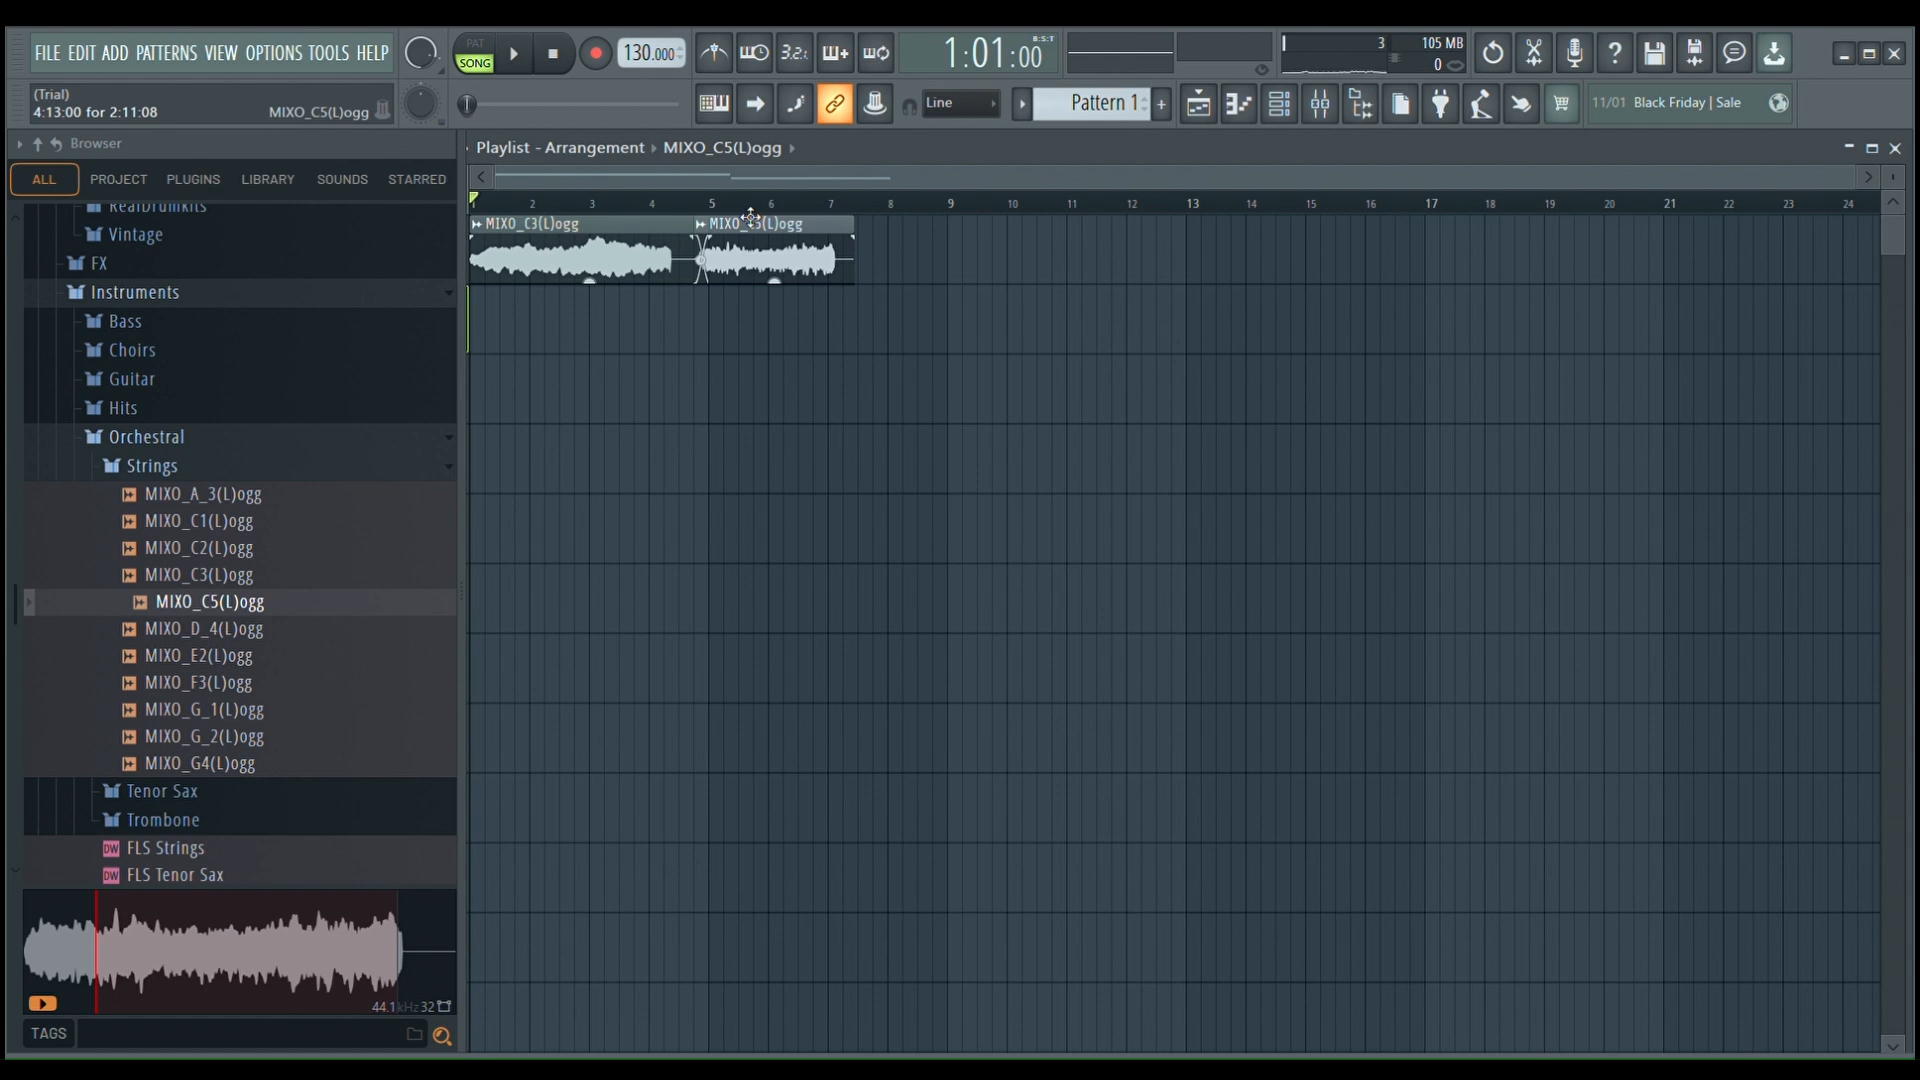 FILE EDIT ADD PATTERNS VIEW OPTIONS TOOLS HELP
PAT
SONG
130.000
3.2.
1:01:00
B:S:T
3
105 MB
0
(Trial)
4:13:00 for 2:11:08
MIXO_C5(L)ogg
Line
Pattern 1
+
11/01 Black Friday | Sale
Browser
Playlist - Arrangement
MIXO_C5(L)ogg
ALL PROJECT PLUGINS LIBRARY SOUNDS STARRED
2 3 4 5 6 7 8 9 10 11 12 13 14 15 16 17 18 19 20 21 22 23 24
MIXO_C3(L)ogg
MIXO_C5(L)ogg
RealDrumkits
Vintage
FX
Instruments
Bass
Choirs
Guitar
Hits
Orchestral
Strings
MIXO_A_3(L)ogg
MIXO_C1(L)ogg
MIXO_C2(L)ogg
MIXO_C3(L)ogg
MIXO_C5(L)ogg
MIXO_D_4(L)ogg
MIXO_E2(L)ogg
MIXO_F3(L)ogg
MIXO_G_1(L)ogg
MIXO_G_2(L)ogg
MIXO_G4(L)ogg
Tenor Sax
Trombone
DW FLS Strings
DW FLS Tenor Sax
44.1kHz 32
TAGS